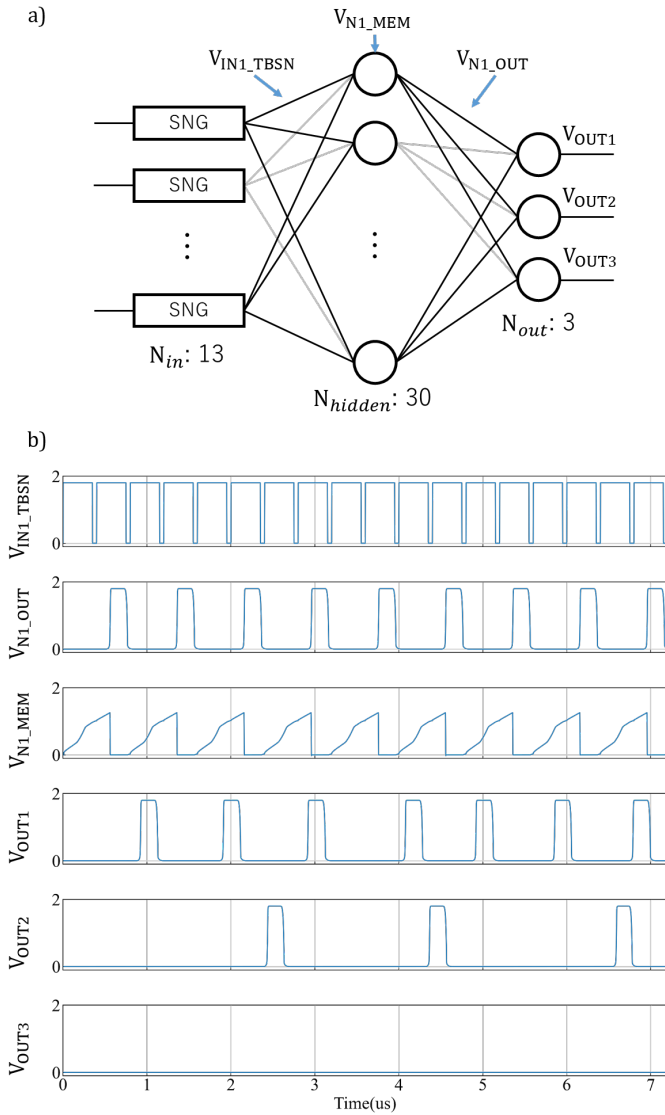 a)
V_N1_MEM
V_IN1_TBSN
V_N1_OUT
SNG
SNG
⋮
SNG
⋮
V_OUT1
V_OUT2
V_OUT3
N_in: 13
N_hidden: 30
N_out: 3
b)
V_IN1_TBSN
2
0
V_N1_OUT
2
0
V_N1_MEM
2
0
V_OUT1
2
0
V_OUT2
2
0
V_OUT3
2
0
0 1 2 3 4 5 6 7
Time(us)